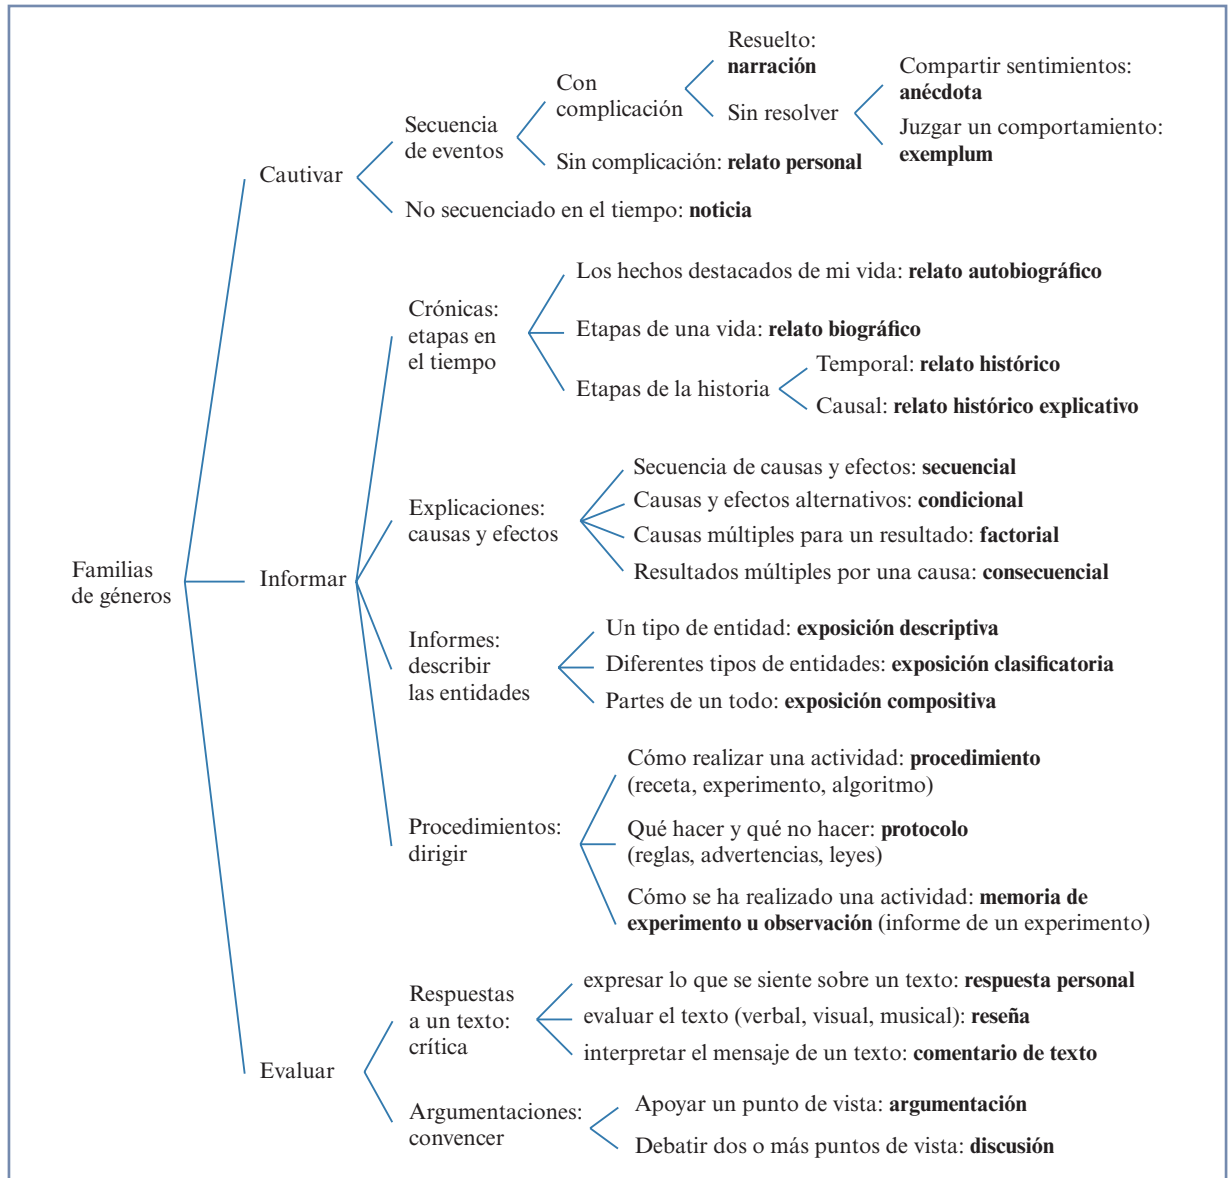 Resuelto:
narración
Compartir sentimientos:
anécdota
Con
complicación
Sin resolver
Juzgar un comportamiento:
exemplum
Secuencia
de eventos
Sin complicación: relato personal
Cautivar
No secuenciado en el tiempo: noticia
Los hechos destacados de mi vida: relato autobiográfico
Crónicas:
etapas en
el tiempo
Etapas de una vida: relato biográfico
Etapas de la historia
Temporal: relato histórico
Causal: relato histórico explicativo
Secuencia de causas y efectos: secuencial
Explicaciones:
causas y efectos
Causas y efectos alternativos: condicional
Causas múltiples para un resultado: factorial
Resultados múltiples por una causa: consecuencial
Familias
de géneros
Informar
Informes:
describir
las entidades
Un tipo de entidad: exposición descriptiva
Diferentes tipos de entidades: exposición clasificatoria
Partes de un todo: exposición compositiva
Cómo realizar una actividad: procedimiento
(receta, experimento, algoritmo)
Procedimientos:
dirigir
Qué hacer y qué no hacer: protocolo
(reglas, advertencias, leyes)
Cómo se ha realizado una actividad: memoria de
experimento u observación (informe de un experimento)
Respuestas
a un texto:
crítica
expresar lo que se siente sobre un texto: respuesta personal
evaluar el texto (verbal, visual, musical): reseña
interpretar el mensaje de un texto: comentario de texto
Evaluar
Argumentaciones:
convencer
Apoyar un punto de vista: argumentación
Debatir dos o más puntos de vista: discusión